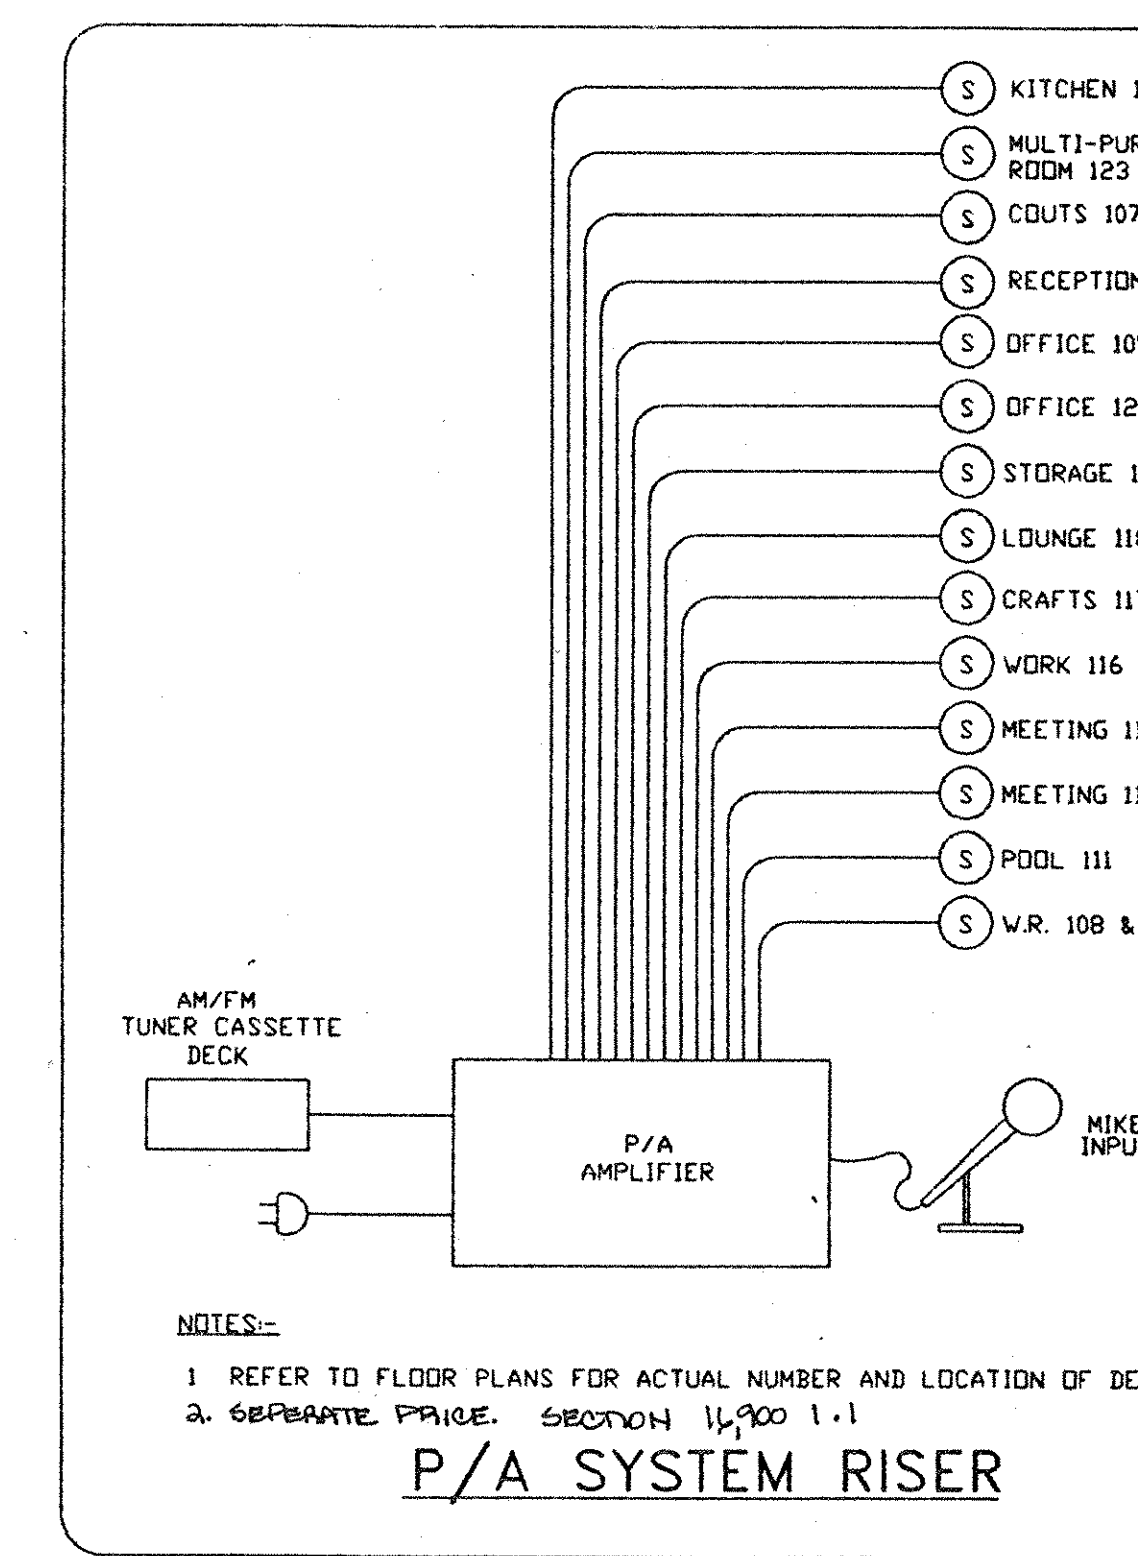 S KITCHEN 1
S MULTI-PUR
ROOM 123
S COUTS 107
S RECEPTION
S OFFICE 10
S OFFICE 12
S STORAGE 1
S LOUNGE 118
S CRAFTS 117
S WORK 116
S MEETING 11
S MEETING 11
S POOL 111
S W.R. 108 &
AM/FM
TUNER CASSETTE
DECK
P/A
AMPLIFIER
MIKE
INPU
NOTES:-
1 REFER TO FLOOR PLANS FOR ACTUAL NUMBER AND LOCATION OF DE
2. SEPERATE PRICE. SECTION 16,900 1.1
P/A SYSTEM RISER